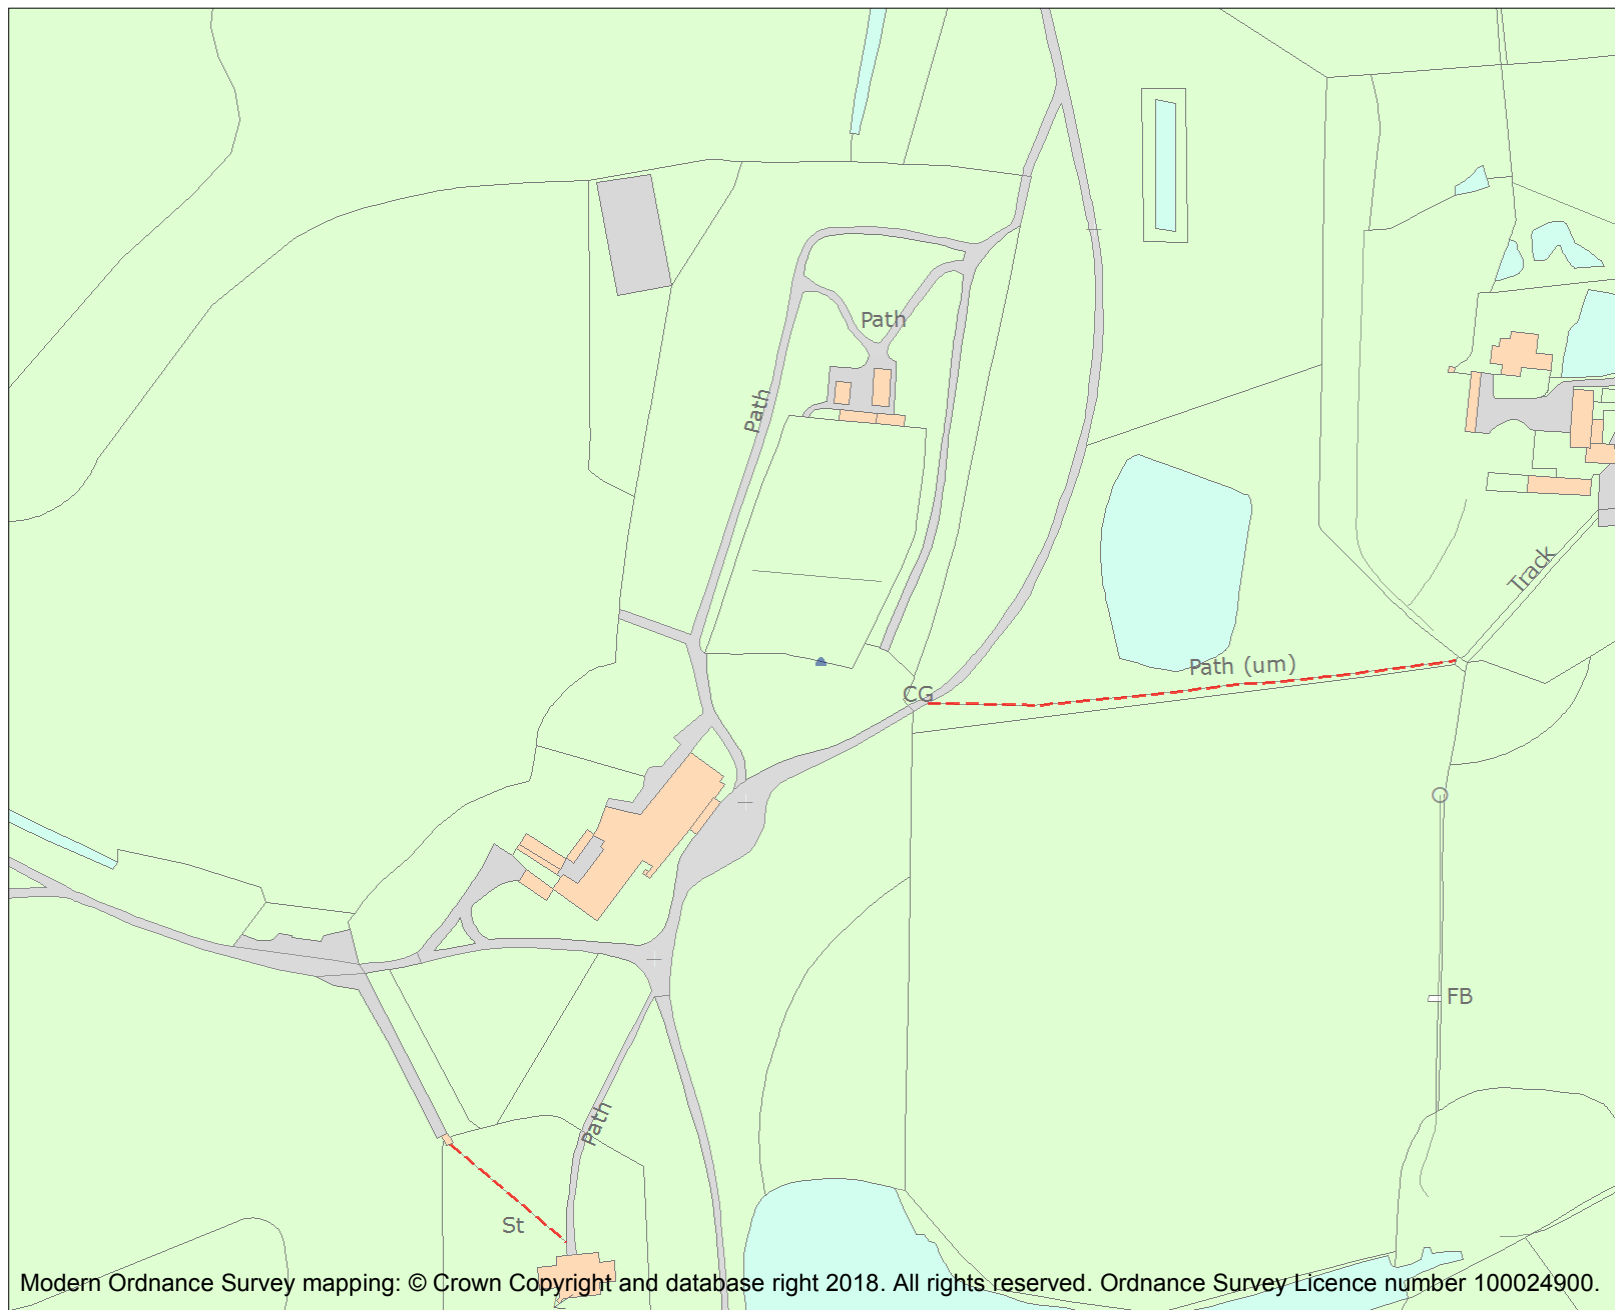 Path
Path
Track
Path (um)
CG
FB
Path
St
Modern Ordnance Survey mapping: © Crown Copyright and database right 2018. All rights reserved. Ordnance Survey Licence number 100024900.